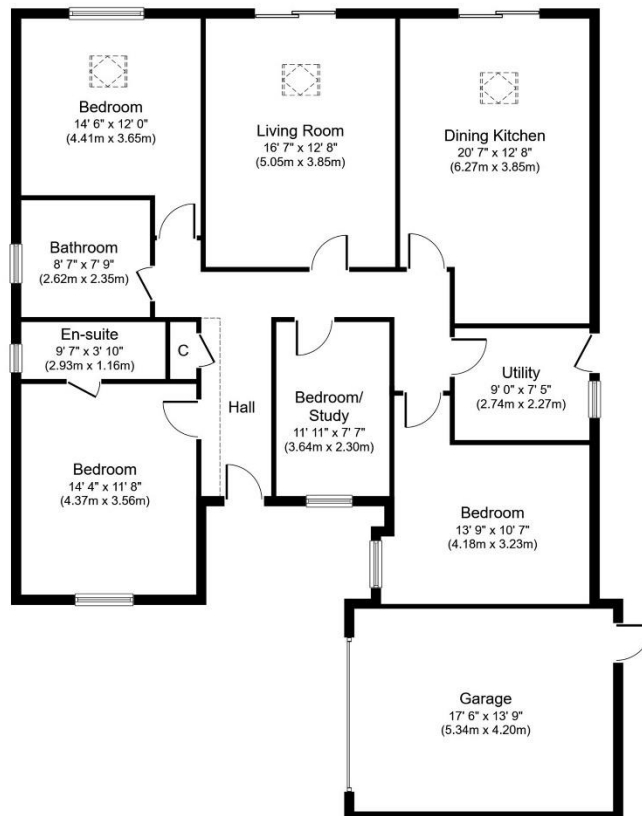 Bedroom
14' 6" x 12' 0"
(4.41m x 3.65m)
Living Room
16' 7" x 12' 8"
(5.05m x 3.85m)
Dining Kitchen
20' 7" x 12' 8"
(6.27m x 3.85m)
Bathroom
8' 7" x 7' 9"
(2.62m x 2.35m)
En-suite
9' 7" x 3' 10"
(2.93m x 1.16m)
C
Hall
Bedroom/
Study
11' 11" x 7' 7"
(3.64m x 2.30m)
Utility
9' 0" x 7' 5"
(2.74m x 2.27m)
Bedroom
14' 4" x 11' 8"
(4.37m x 3.56m)
Bedroom
13' 9" x 10' 7"
(4.18m x 3.23m)
Garage
17' 6" x 13' 9"
(5.34m x 4.20m)